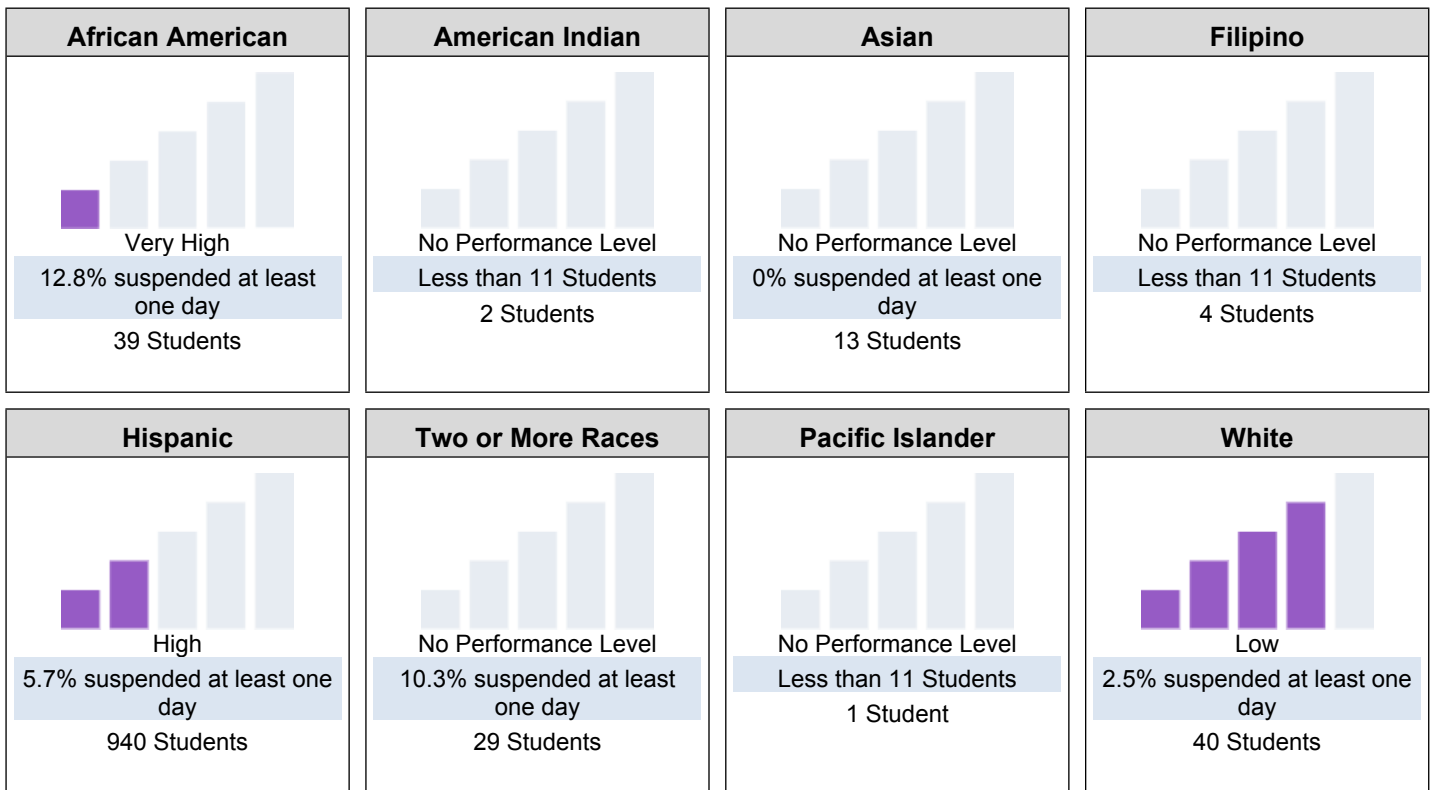 African American
Very High
12.8% suspended at least
one day
39 Students
American Indian
No Performance Level
Less than 11 Students
2 Students
Asian
No Performance Level
0% suspended at least one
day
13 Students
Filipino
No Performance Level
Less than 11 Students
4 Students
Hispanic
High
5.7% suspended at least one
day
940 Students
Two or More Races
No Performance Level
10.3% suspended at least
one day
29 Students
Pacific Islander
No Performance Level
Less than 11 Students
1 Student
White
Low
2.5% suspended at least one
day
40 Students